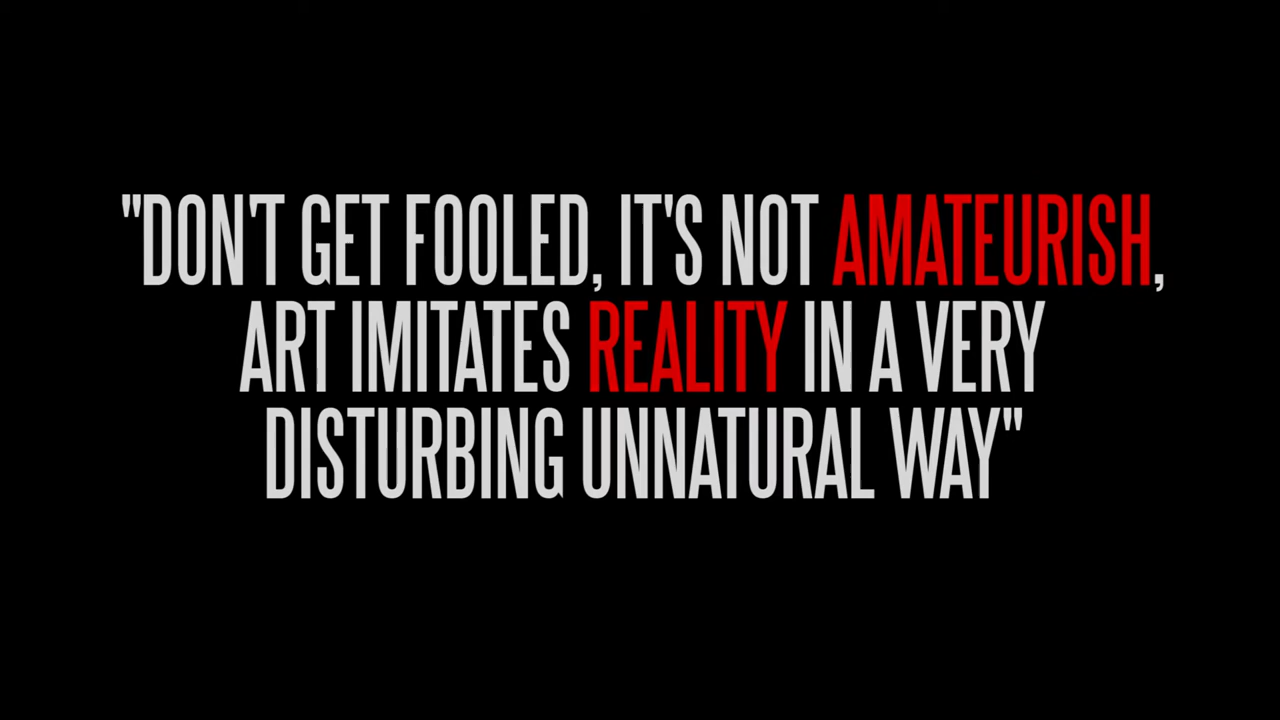 "DON'T GET FOOLED, IT'S NOT AMATEURISH,
ART IMITATES REALITY IN A VERY
DISTURBING UNNATURAL WAY"